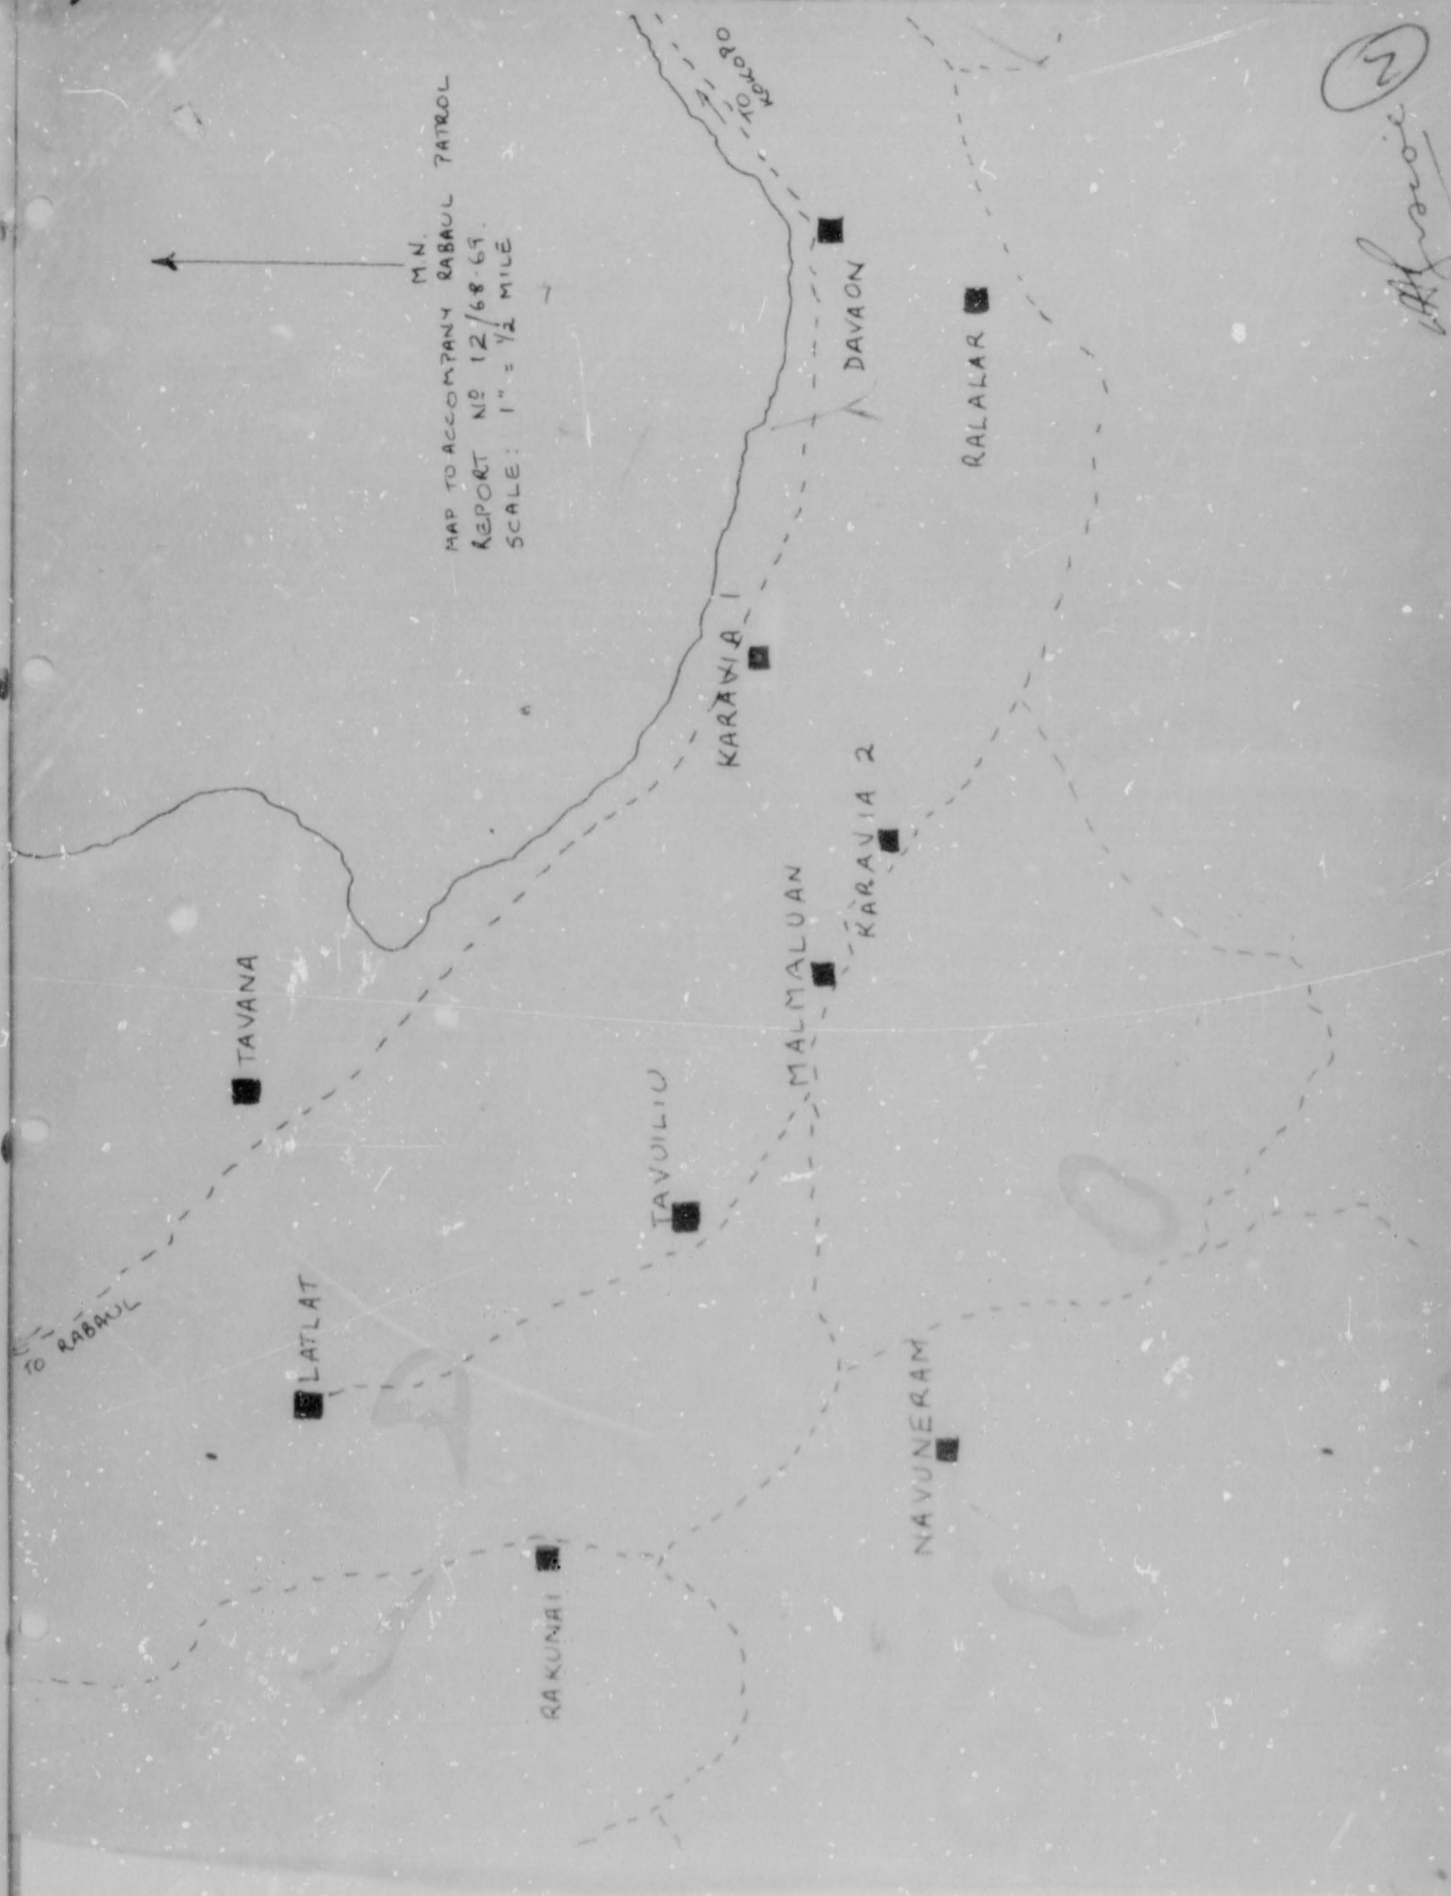 M.N.
MAP TO ACCOMPANY RABAUL PATROL
REPORT Nº 12/68-69.
SCALE: 1" = ½ MILE
TO RABAUL
TAVANA
LATLAT
RAKUNAI
TAVUILIU
MALMALUAN
NAVUNERAM
KARAVIA 1
KARAVIA 2
DAVAON
RALALAR
TO KOKOPO